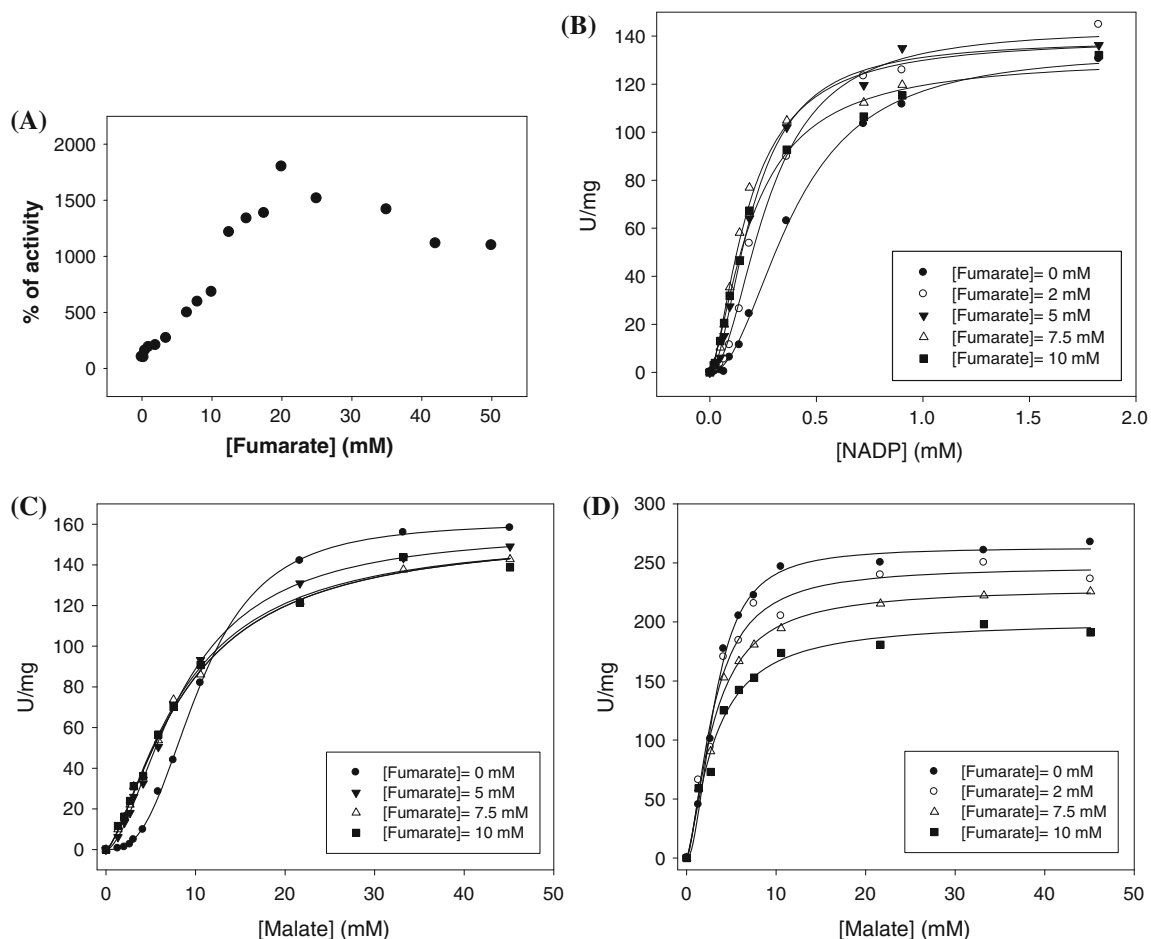 (A)
% of activity
2000
1500
1000
500
0
0 10 20 30 40 50
[Fumarate] (mM)
(B)
U/mg
140
120
100
80
60
40
20
0
[Fumarate]= 0 mM
[Fumarate]= 2 mM
[Fumarate]= 5 mM
[Fumarate]= 7.5 mM
[Fumarate]= 10 mM
0.0 0.5 1.0 1.5 2.0
[NADP] (mM)
(C)
U/mg
160
140
120
100
80
60
40
20
0
[Fumarate]= 0 mM
[Fumarate]= 5 mM
[Fumarate]= 7.5 mM
[Fumarate]= 10 mM
0 10 20 30 40 50
[Malate] (mM)
(D)
U/mg
300
250
200
150
100
50
0
[Fumarate]= 0 mM
[Fumarate]= 2 mM
[Fumarate]= 7.5 mM
[Fumarate]= 10 mM
0 10 20 30 40 50
[Malate] (mM)